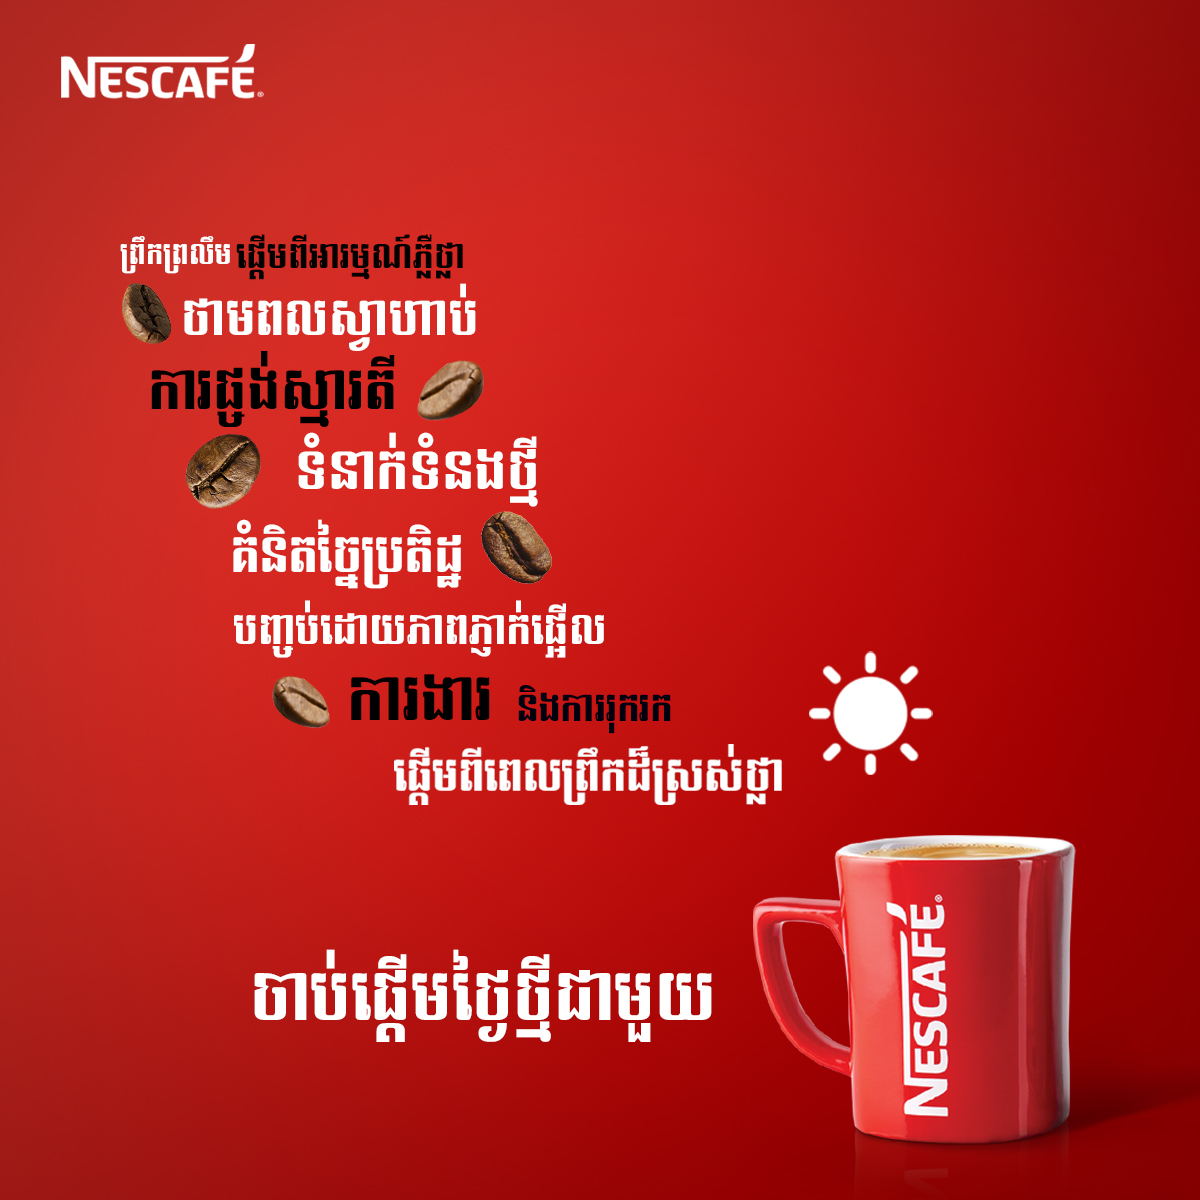 NESCAFÉ®
ព្រឹកព្រលឹម ផ្ដើមពីអារម្មណ៍ភ្លឺថ្លា
ថាមពលស្វាហាប់
ការផ្ចង់ស្មារតី
ទំនាក់ទំនងថ្មី
គំនិតច្នៃប្រតិដ្ឋ
បញ្ចប់ដោយភាពភ្ញាក់ផ្អើល
ការងារ និងការរុករក
ផ្ដើមពីពេលព្រឹកដ៏ស្រស់ថ្លា
ចាប់ផ្ដើមថ្ងៃថ្មីជាមួយ
NESCAFÉ®